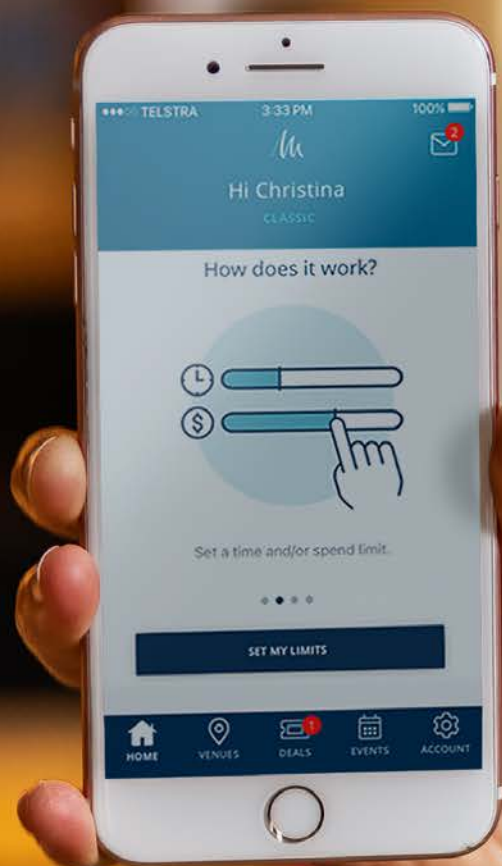 TELSTRA 3:33 PM 100%
2
Hi Christina
CLASSIC
How does it work?
$
Set a time and/or spend limit.
SET MY LIMITS
1
HOME VENUES DEALS EVENTS ACCOUNT